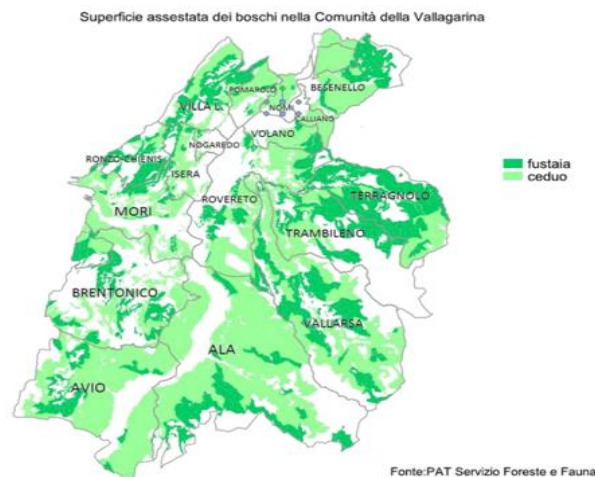 Superficie assestata dei boschi nella Comunità della Vallagarina
BESENELLO
POMAROLO
VILLA L.
NOMI
CALLIANO
VOLANO
NOGAREDO
RONZO-CHIENIS
ISERA
fustaia
ceduo
ROVERETO
TERRAGNOLO
MORI
TRAMBILENO
BRENTONICO
VALLARSA
ALA
AVIO
Fonte:PAT Servizio Foreste e Fauna